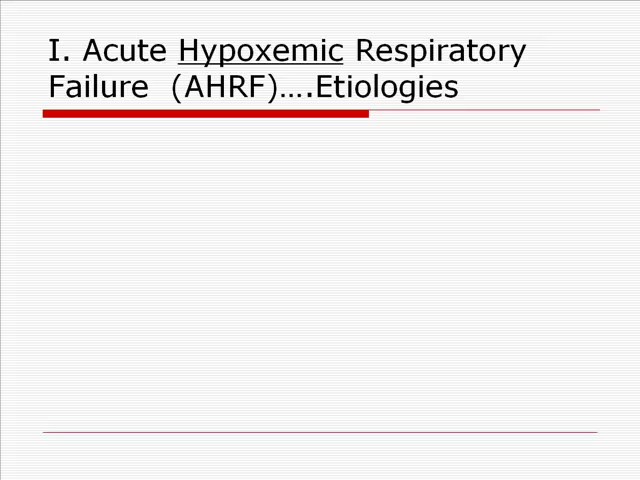 I. Acute Hypoxemic Respiratory
Failure  (AHRF)….Etiologies